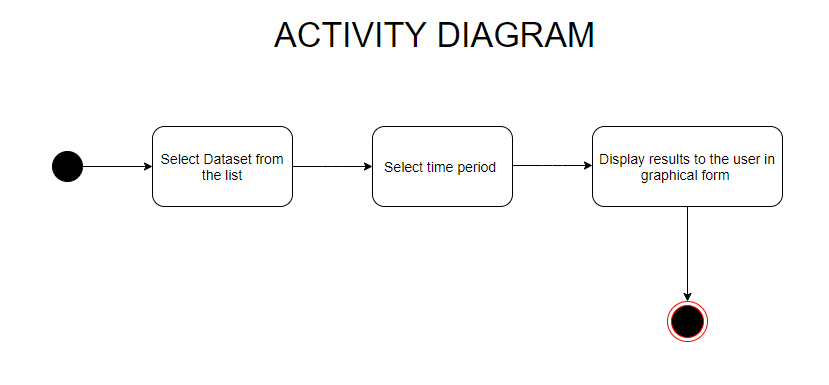 ACTIVITY DIAGRAM
Select Dataset from
the list
Select time period
Display results to the user in
graphical form